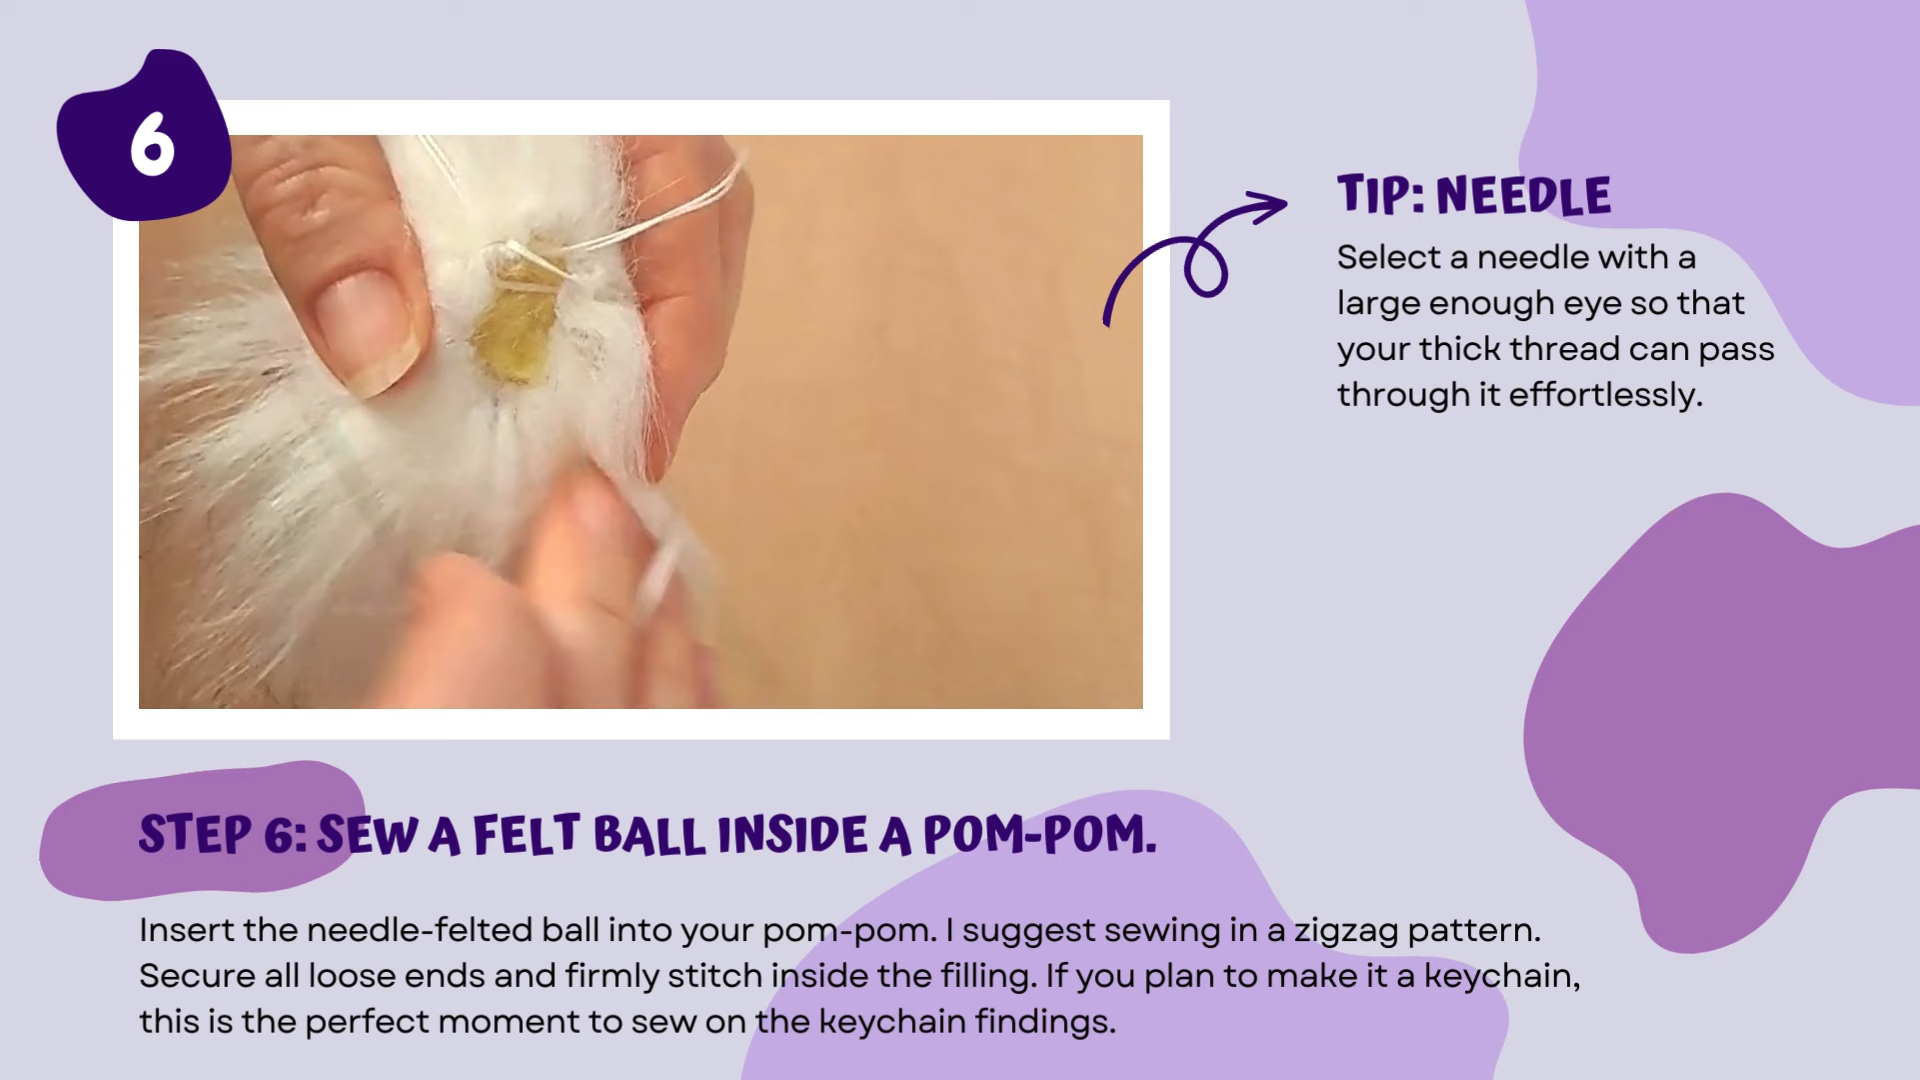 6
TIP: NEEDLE
Select a needle with a
large enough eye so that
your thick thread can pass
through it effortlessly.
STEP 6: SEW A FELT BALL INSIDE A POM-POM.
Insert the needle-felted ball into your pom-pom. I suggest sewing in a zigzag pattern.
Secure all loose ends and firmly stitch inside the filling. If you plan to make it a keychain,
this is the perfect moment to sew on the keychain findings.